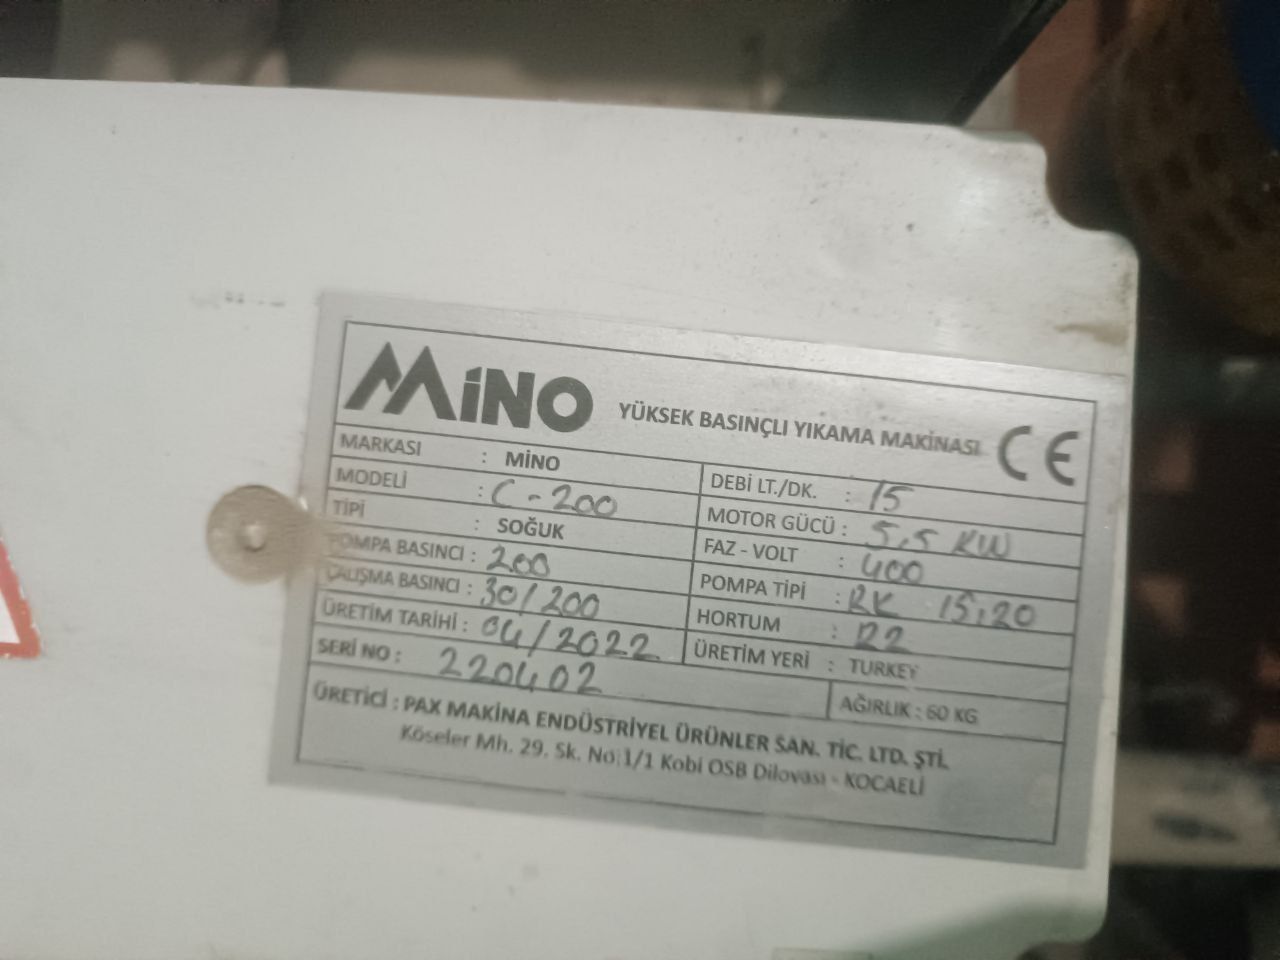 MİNO YÜKSEK BASINÇLI YIKAMA MAKİNASI CE
MARKASI : MİNO
MODELİ : C-200
TİPİ : SOĞUK
POMPA BASINCI : 200
ÇALIŞMA BASINCI : 30/200
ÜRETİM TARİHİ : 04/2022
SERİ NO : 220402
DEBİ LT./DK. : 15
MOTOR GÜCÜ : 5,5 KW
FAZ - VOLT : 400
POMPA TİPİ : RK 15,20
HORTUM : R2
ÜRETİM YERİ : TURKEY
AĞIRLIK : 60 KG
ÜRETİCİ : PAX MAKİNA ENDÜSTRİYEL ÜRÜNLER SAN. TİC. LTD. ŞTİ.
Köseler Mh. 29. Sk. No:1/1 Kobi OSB Dilovası - KOCAELİ